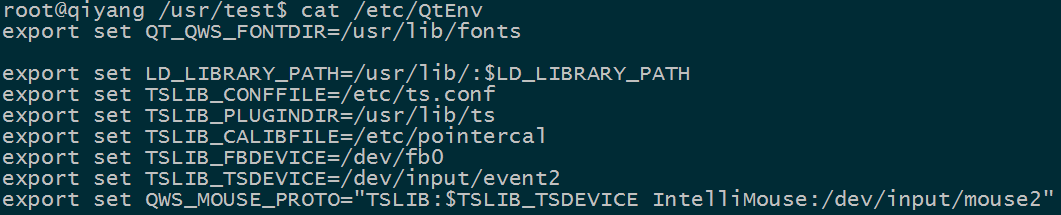 root@qiyang /usr/test$ cat /etc/QtEnv
export set QT_QWS_FONTDIR=/usr/lib/fonts
export set LD_LIBRARY_PATH=/usr/lib/:$LD_LIBRARY_PATH
export set TSLIB_CONFFILE=/etc/ts.conf
export set TSLIB_PLUGINDIR=/usr/lib/ts
export set TSLIB_CALIBFILE=/etc/pointercal
export set TSLIB_FBDEVICE=/dev/fb0
export set TSLIB_TSDEVICE=/dev/input/event2
export set QWS_MOUSE_PROTO="TSLIB:$TSLIB_TSDEVICE IntelliMouse:/dev/input/mouse2"